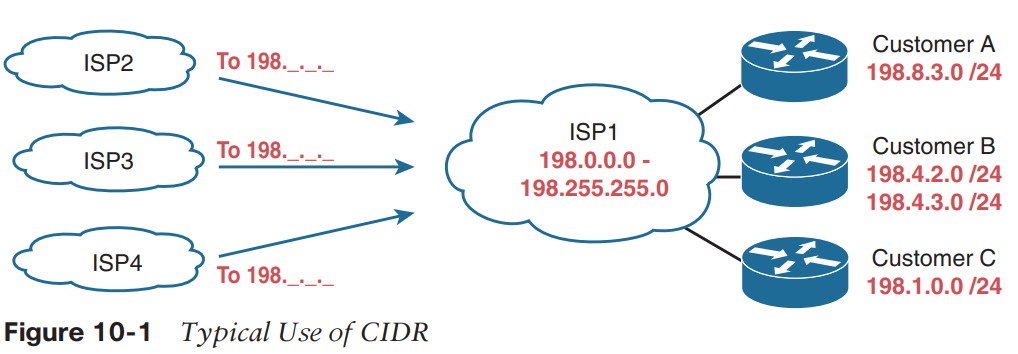 ISP2
To 198._._._
ISP3
To 198._._._
ISP4
To 198._._._
ISP1
198.0.0.0 -
198.255.255.0
Customer A
198.8.3.0 /24
Customer B
198.4.2.0 /24
198.4.3.0 /24
Customer C
198.1.0.0 /24
Figure 10-1 Typical Use of CIDR